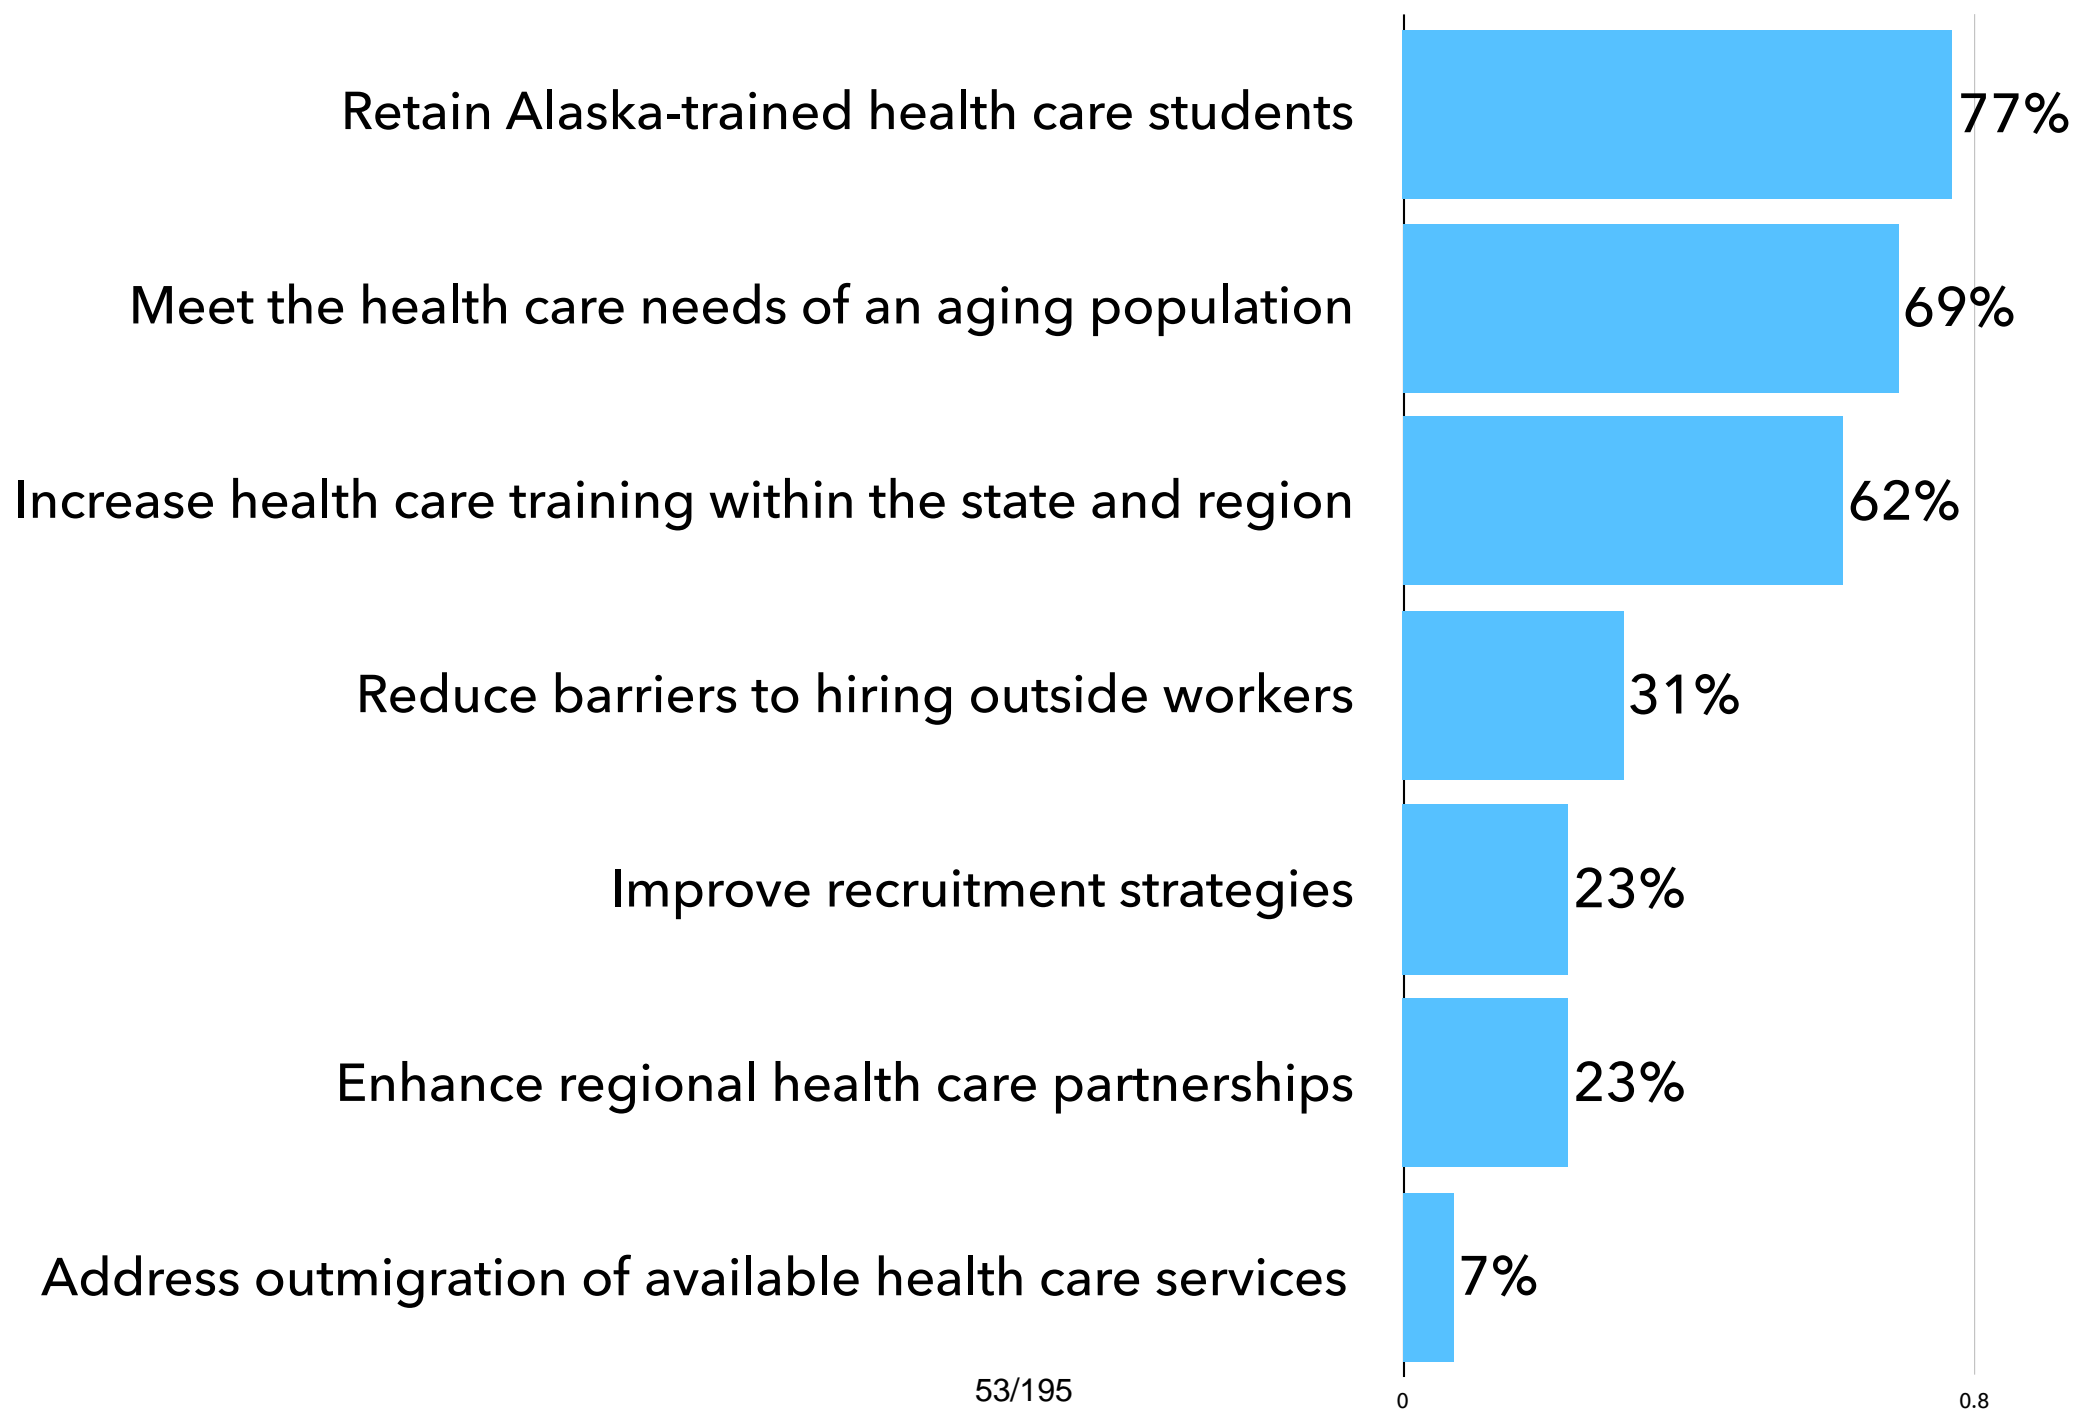 Retain Alaska-trained health care students 77%
Meet the health care needs of an aging population 69%
Increase health care training within the state and region 62%
Reduce barriers to hiring outside workers 31%
Improve recruitment strategies 23%
Enhance regional health care partnerships 23%
Address outmigration of available health care services 7%
53/195
0 0.8